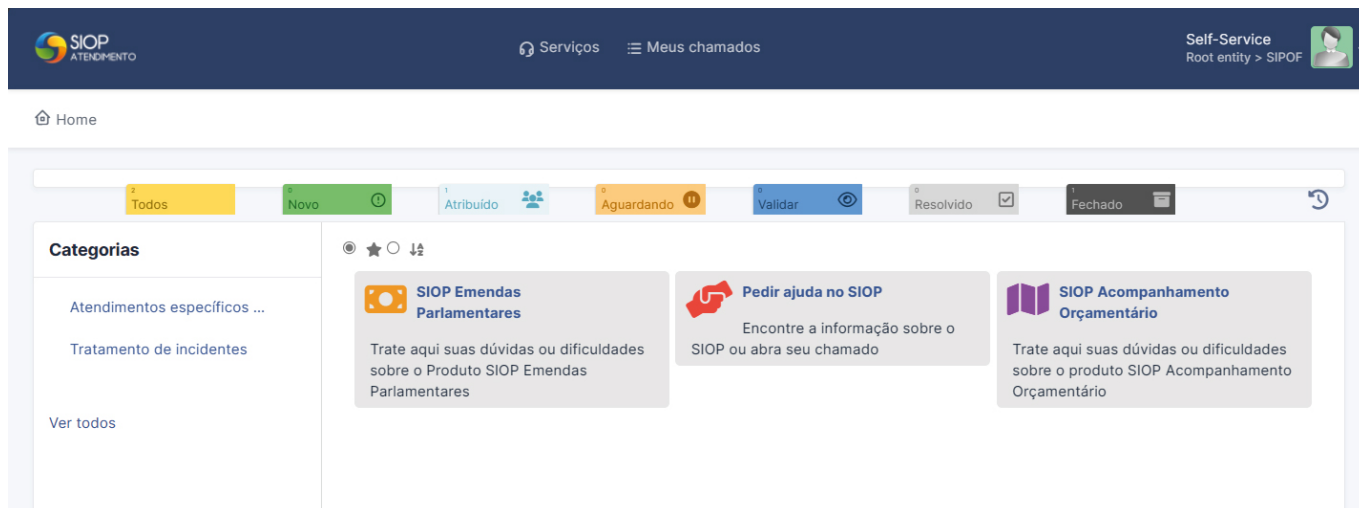 SIOP
ATENDIMENTO
Serviços
Meus chamados
Self-Service
Root entity > SIPOF
Home
2
Todos
0
Novo
1
Atribuído
0
Aguardando
0
Validar
0
Resolvido
1
Fechado
Categorias
Atendimentos específicos ...
Tratamento de incidentes
Ver todos
SIOP Emendas
Parlamentares
Trate aqui suas dúvidas ou dificuldades
sobre o Produto SIOP Emendas
Parlamentares
Pedir ajuda no SIOP
Encontre a informação sobre o
SIOP ou abra seu chamado
SIOP Acompanhamento
Orçamentário
Trate aqui suas dúvidas ou dificuldades
sobre o produto SIOP Acompanhamento
Orçamentário